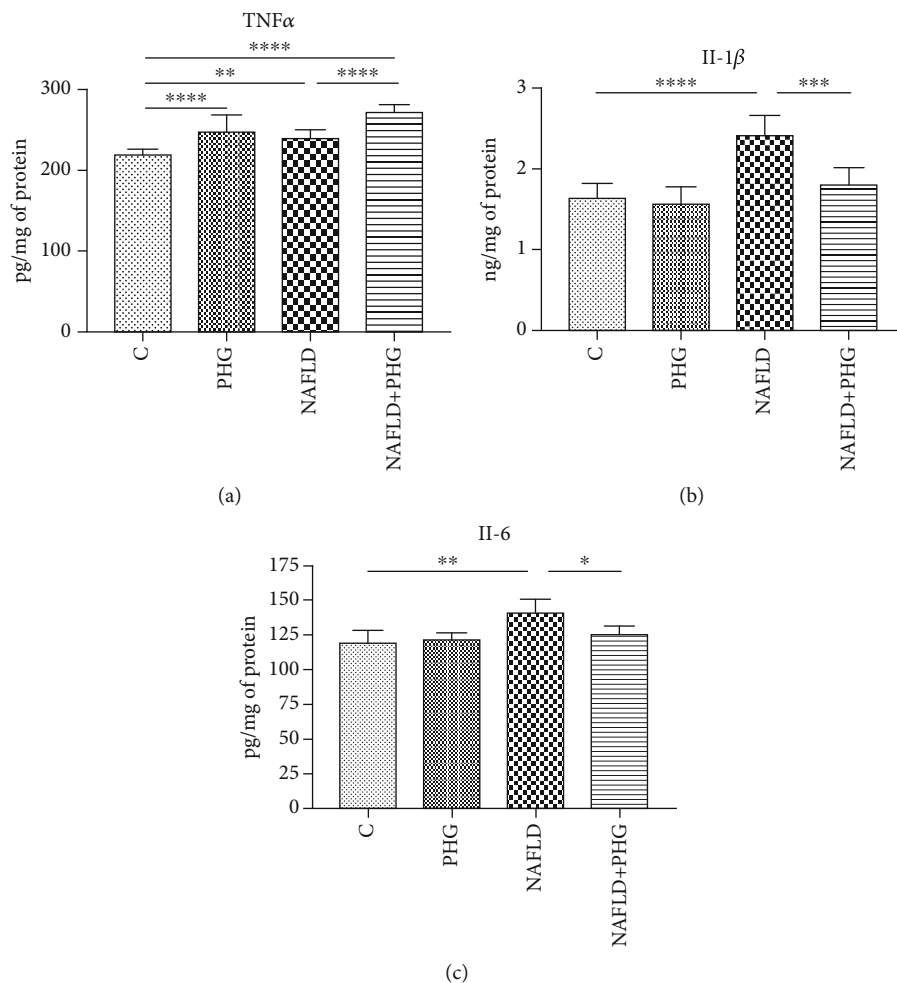 TNFα
****
**
****
****
pg/mg of protein
300
200
100
0
C
PHG
NAFLD
NAFLD+PHG
(a)
II-1β
****
***
ng/mg of protein
3
2
1
0
C
PHG
NAFLD
NAFLD+PHG
(b)
II-6
**
*
pg/mg of protein
175
150
125
100
75
50
25
0
C
PHG
NAFLD
NAFLD+PHG
(c)